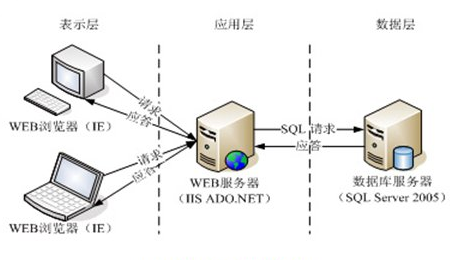 表示层
应用层
数据层
请求
应答
WEB浏览器（IE）
请求
应答
WEB浏览器（IE）
SQL 请求
应答
WEB服务器
（IIS ADO.NET）
数据库服务器
（SQL Server 2005）